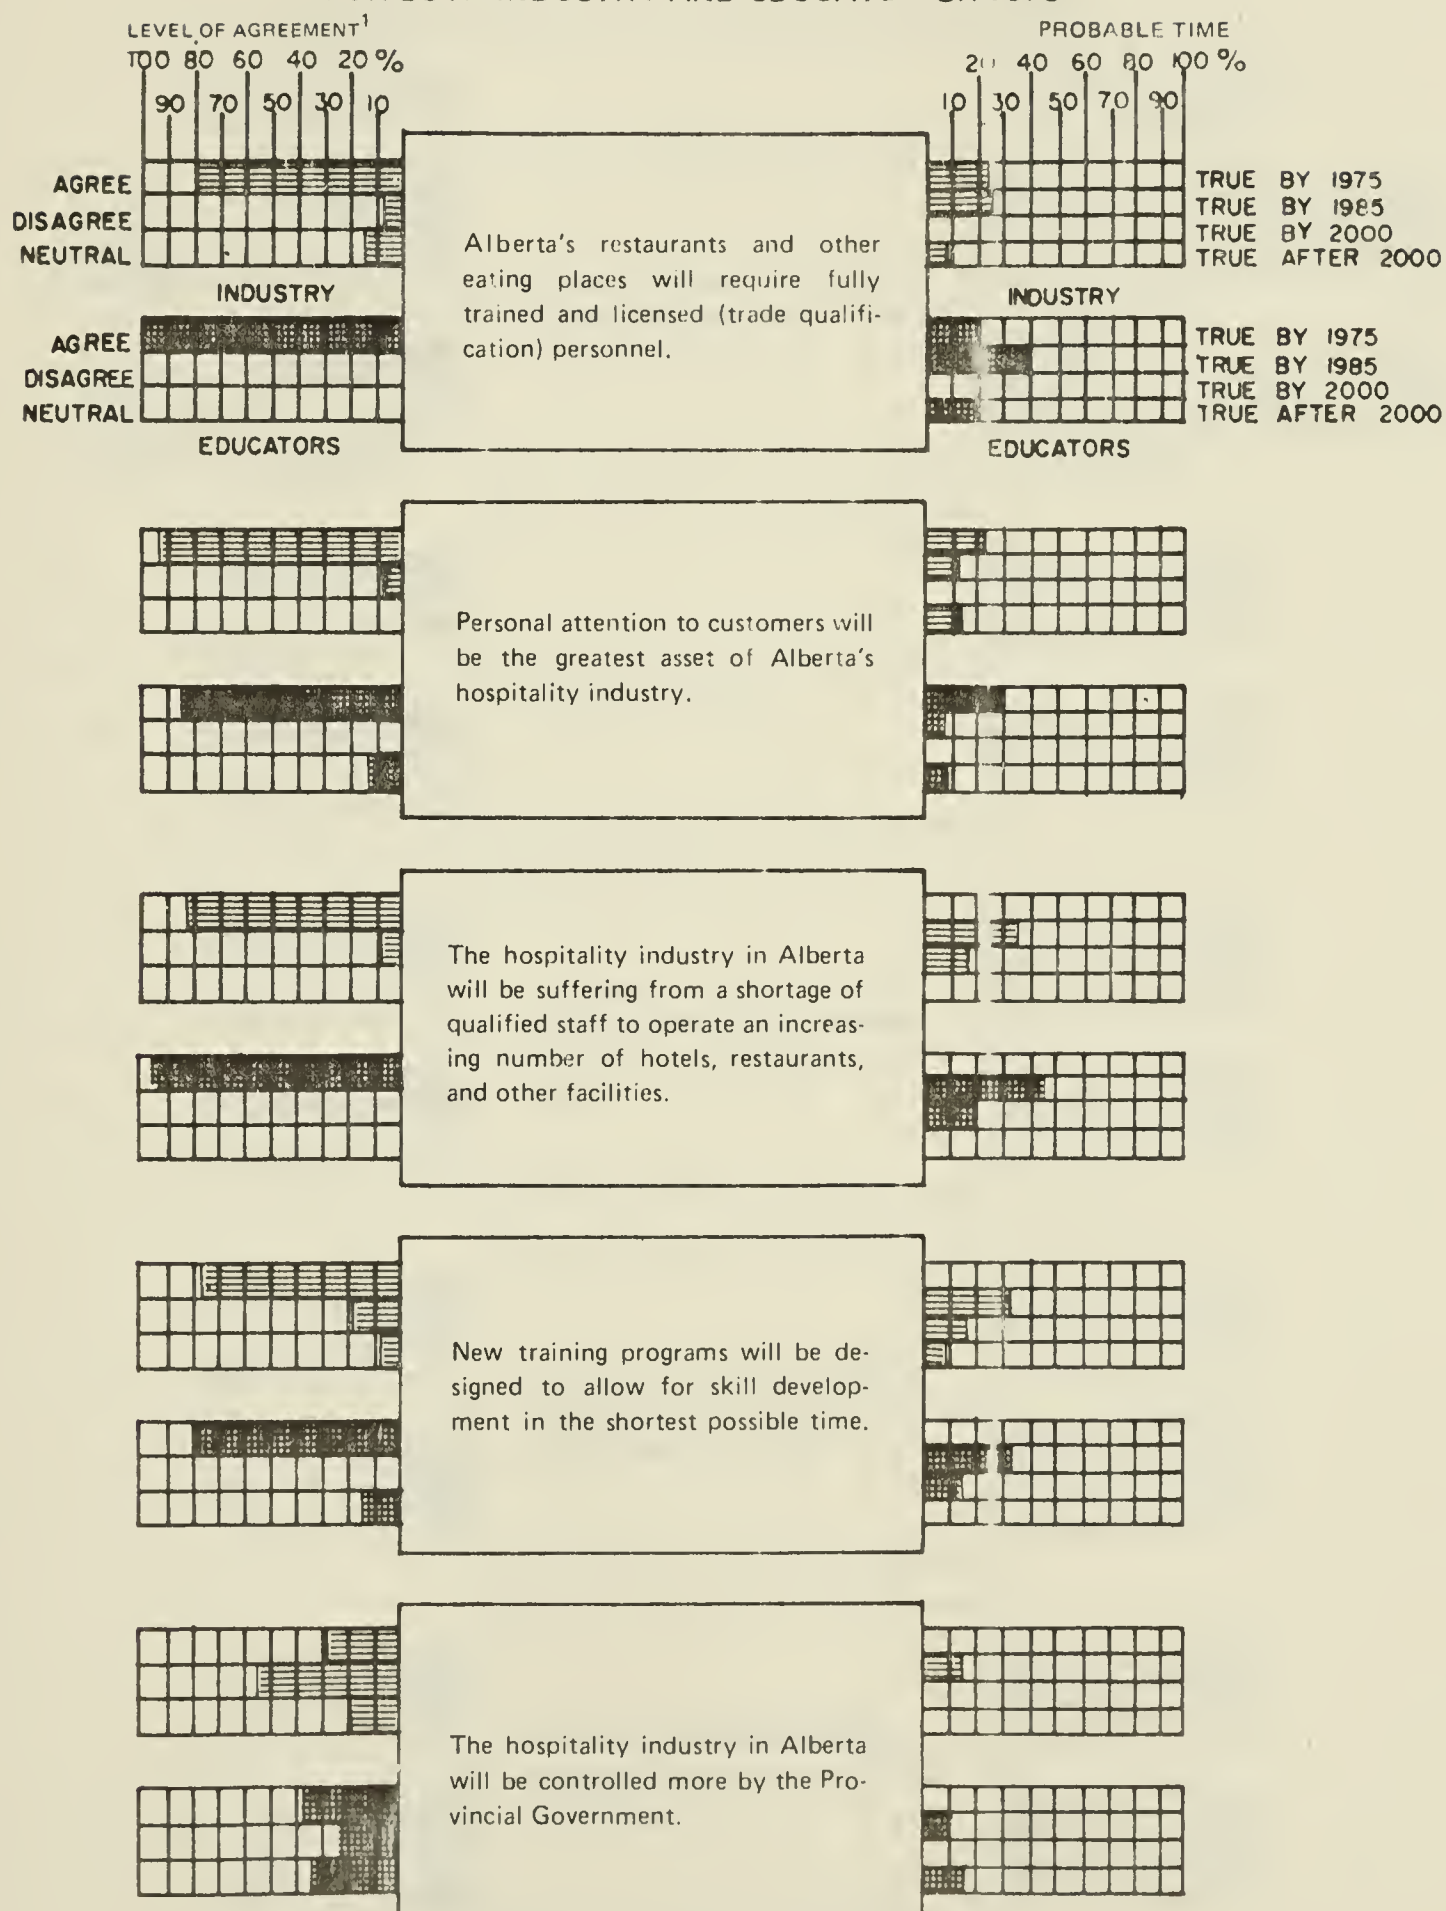 LEVEL OF AGREEMENT¹
100 80 60 40 20 %
90 70 50 30 10
PROBABLE TIME
20 40 60 80 100 %
10 30 50 70 90
AGREE
DISAGREE
NEUTRAL
INDUSTRY
AGREE
DISAGREE
NEUTRAL
EDUCATORS
Alberta's restaurants and other
eating places will require fully
trained and licensed (trade qualifi-
cation) personnel.
TRUE BY 1975
TRUE BY 1985
TRUE BY 2000
TRUE AFTER 2000
INDUSTRY
TRUE BY 1975
TRUE BY 1985
TRUE BY 2000
TRUE AFTER 2000
EDUCATORS
Personal attention to customers will
be the greatest asset of Alberta's
hospitality industry.
The hospitality industry in Alberta
will be suffering from a shortage of
qualified staff to operate an increas-
ing number of hotels, restaurants,
and other facilities.
New training programs will be de-
signed to allow for skill develop-
ment in the shortest possible time.
The hospitality industry in Alberta
will be controlled more by the Pro-
vincial Government.